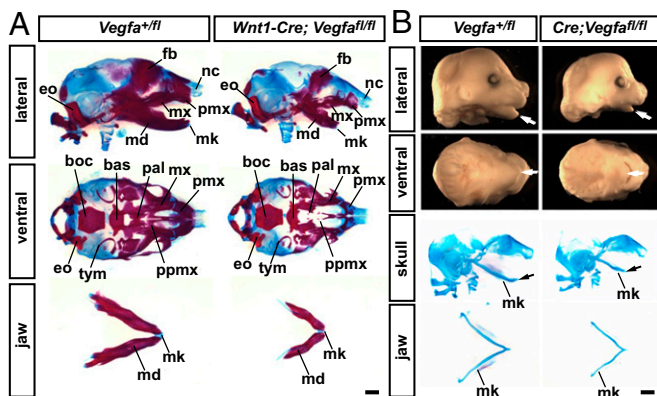 A
Vegfa+/fl
Wnt1-Cre; Vegfafl/fl
lateral
eo
fb
nc
pmx
mx
mk
md
eo
fb
nc
mx
pmx
mk
md
ventral
boc
bas
pal
mx
pmx
eo
tym
ppmx
boc
bas
pal
mx
pmx
eo
tym
ppmx
jaw
mk
md
mk
md
B
Vegfa+/fl
Cre;Vegfafl/fl
lateral
ventral
skull
mk
mk
jaw
mk
mk